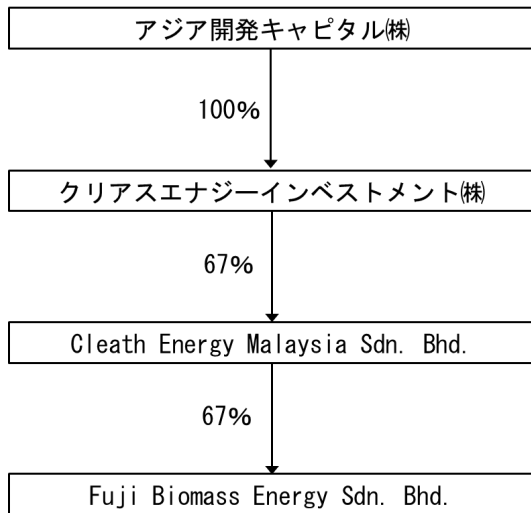 アジア開発キャピタル㈱
100%
クリアスエナジーインベストメント㈱
67%
Cleath Energy Malaysia Sdn. Bhd.
67%
Fuji Biomass Energy Sdn. Bhd.